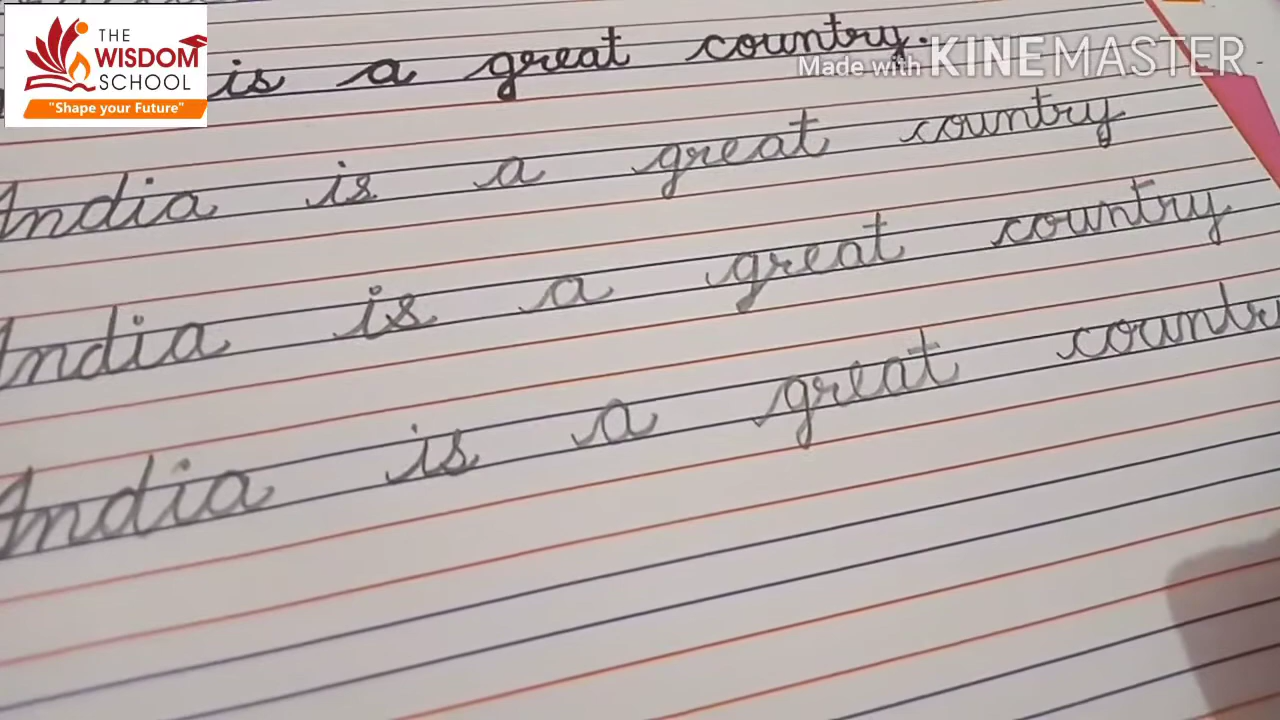 THE
WISDOM
SCHOOL
"Shape your Future"
Made with KINEMASTER
is a great country.
India is a great country
India is a great country
India is a great countr